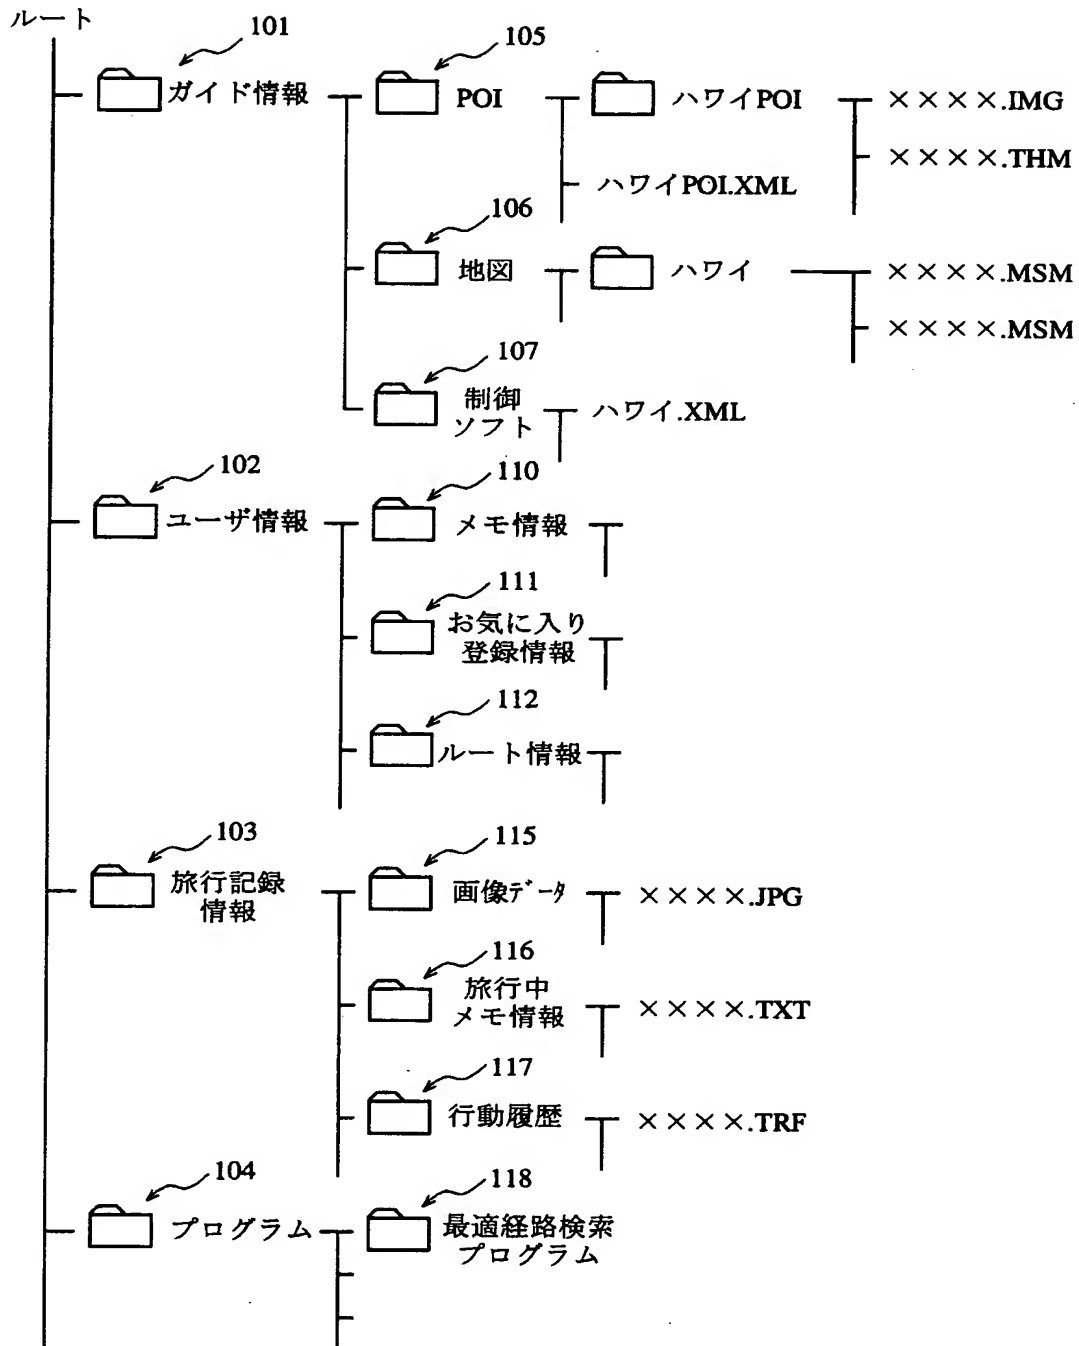 ルート
101
105
ガイド情報
POI
ハワイPOI
××××.IMG
××××.THM
ハワイPOI.XML
106
地図
ハワイ
××××.MSM
××××.MSM
107
制御
ソフト
ハワイ.XML
102
110
ユーザ情報
メモ情報
111
お気に入り
登録情報
112
ルート情報
103
115
旅行記録
情報
画像データ
××××.JPG
116
旅行中
メモ情報
××××.TXT
117
行動履歴
××××.TRF
104
118
プログラム
最適経路検索
プログラム